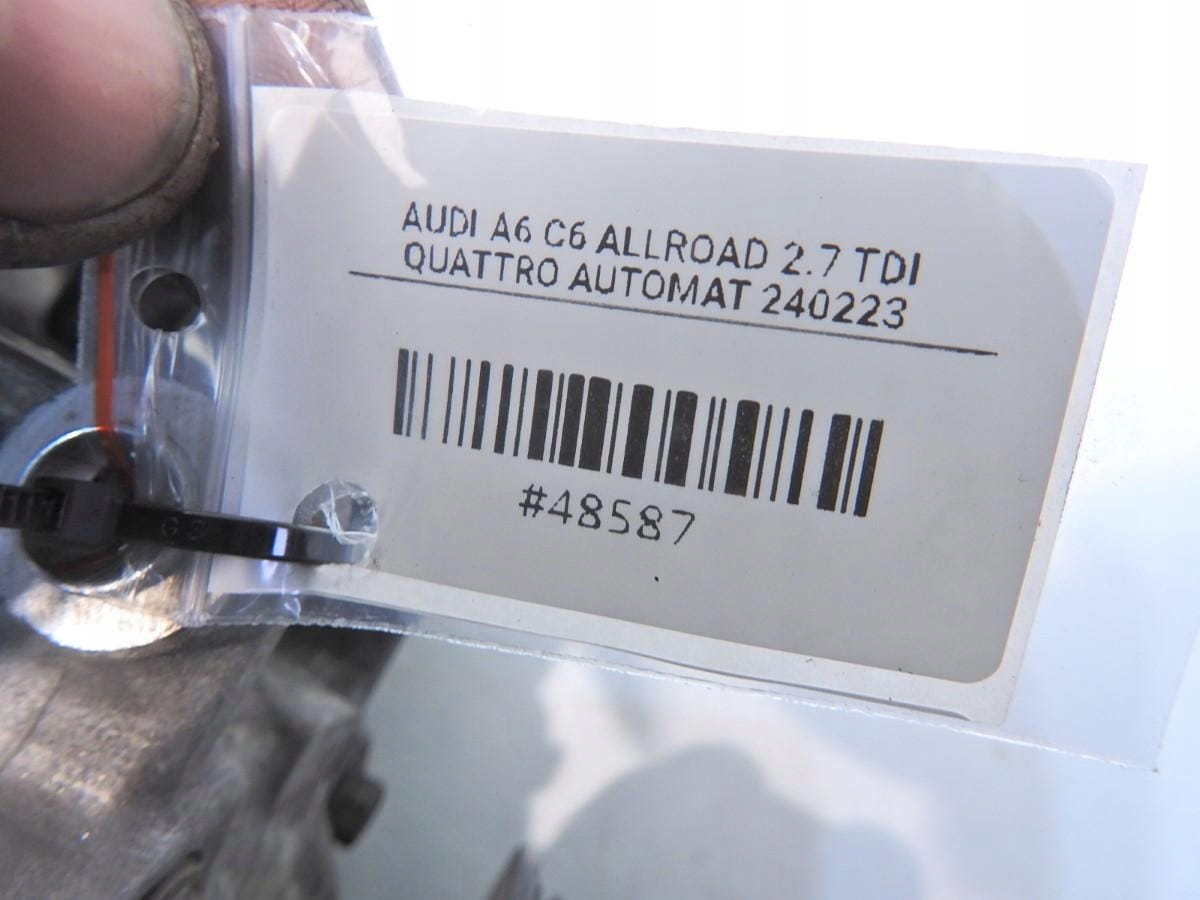 AUDI A6 C6 ALLROAD 2.7 TDI
QUATTRO AUTOMAT 240223
#48587